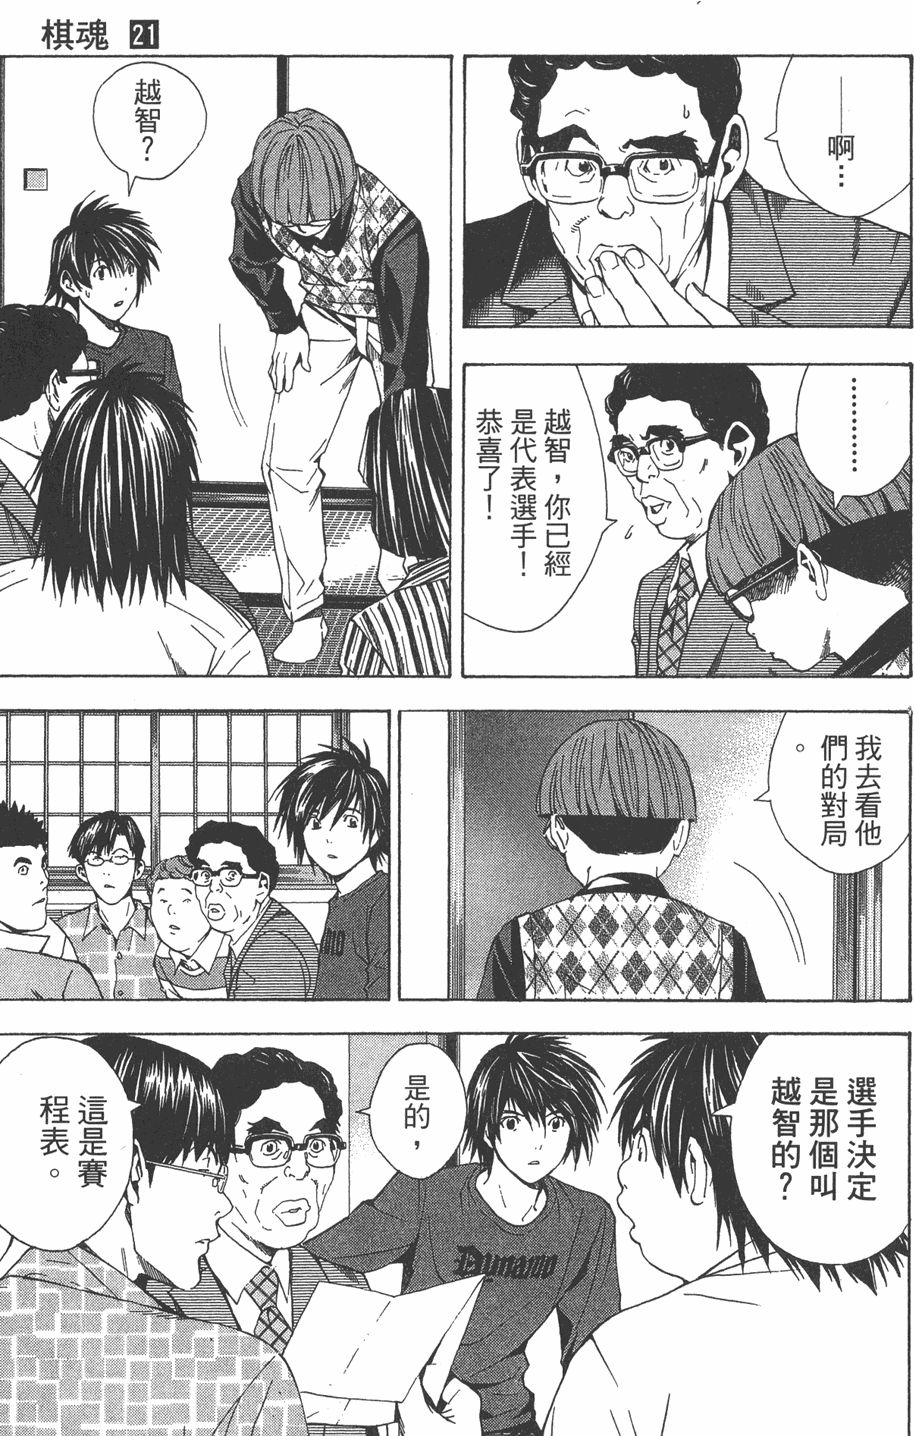 棋魂 21
——啊…
…………
越智，你已經
是代表選手！
恭喜了！
越智？
我去看他
們的對局
。
選手決定
是那個叫
越智的？
是的，
這是賽
程表。
Dynamo